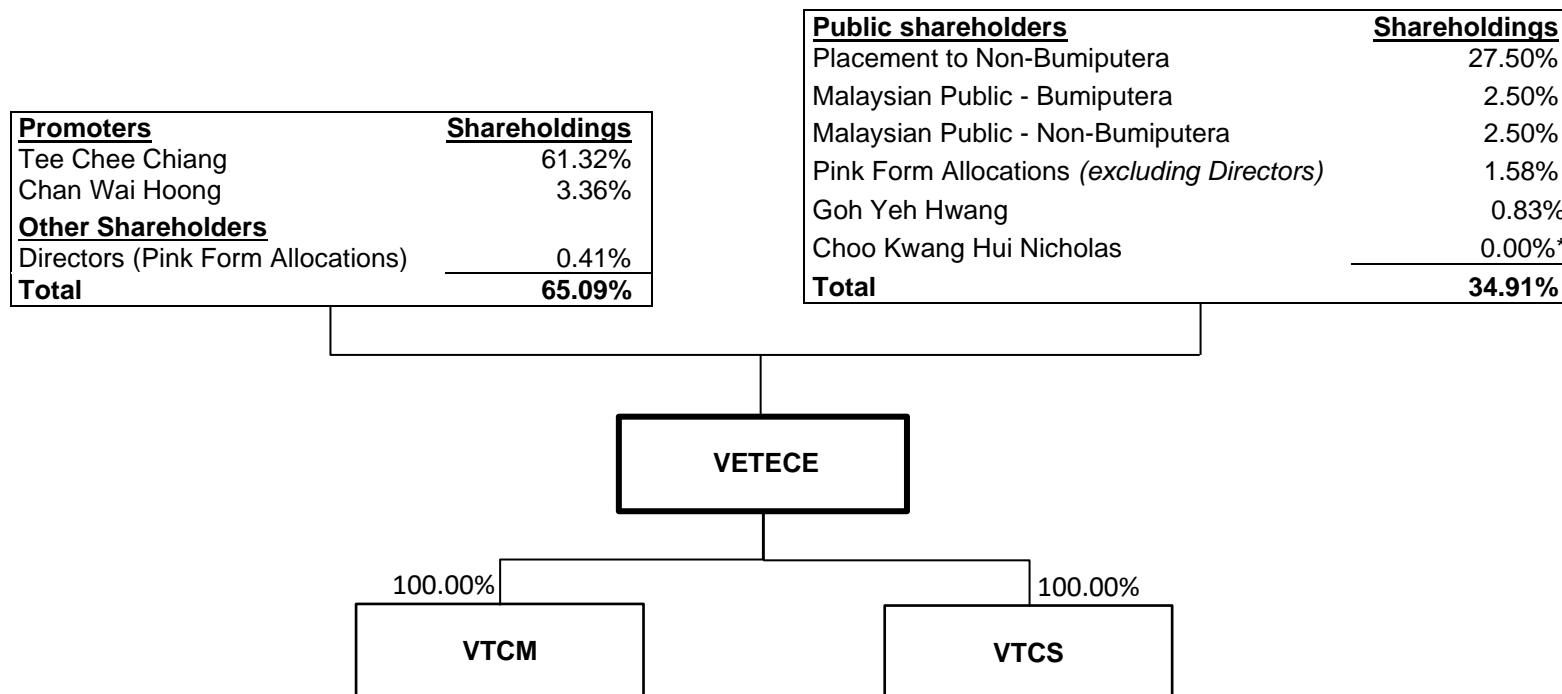 Public shareholders Shareholdings
Placement to Non-Bumiputera 27.50%
Malaysian Public - Bumiputera 2.50%
Malaysian Public - Non-Bumiputera 2.50%
Pink Form Allocations (excluding Directors) 1.58%
Goh Yeh Hwang 0.83%
Choo Kwang Hui Nicholas 0.00%*
Total 34.91%
Promoters Shareholdings
Tee Chee Chiang 61.32%
Chan Wai Hoong 3.36%
Other Shareholders
Directors (Pink Form Allocations) 0.41%
Total 65.09%
VETECE
100.00% 100.00%
VTCM VTCS